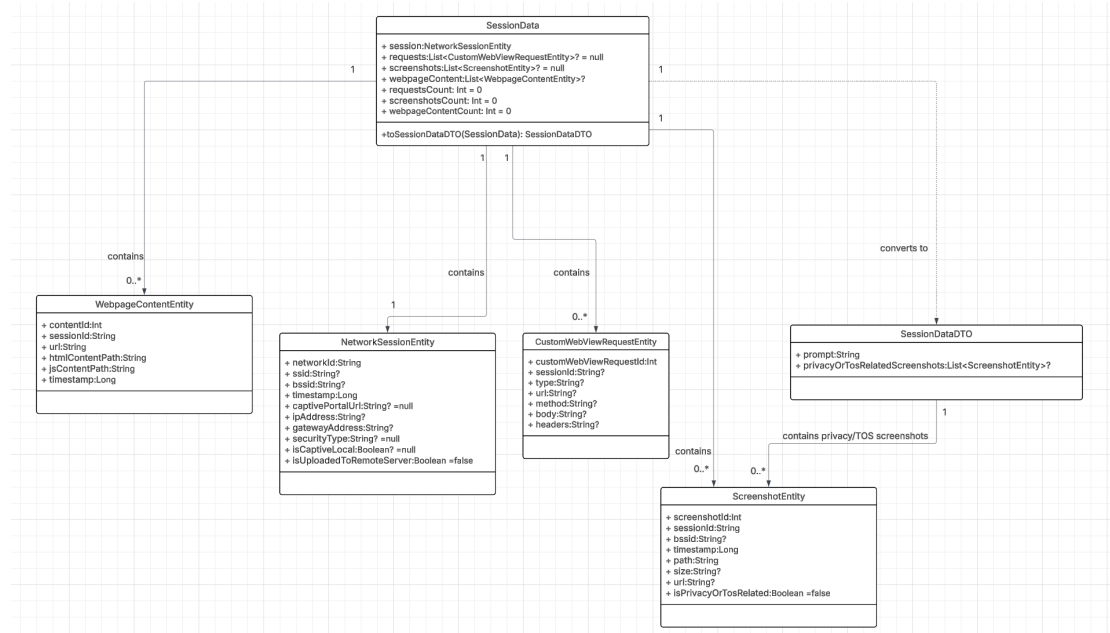 SessionData
+ session:NetworkSessionEntity
+ requests:List<CustomWebViewRequestEntity>? = null
+ screenshots:List<ScreenshotEntity>? = null
+ webpageContent:List<WebpageContentEntity>?
+ requestsCount: Int = 0
+ screenshotsCount: Int = 0
+ webpageContentCount: Int = 0
+toSessionDataDTO(SessionData): SessionDataDTO
1
1
1
1
1
contains
0..*
contains
1
contains
0..*
converts to
contains
0..*
WebpageContentEntity
+ contentId:Int
+ sessionId:String
+ url:String
+ htmlContentPath:String
+ jsContentPath:String
+ timestamp:Long
NetworkSessionEntity
+ networkId:String
+ ssid:String?
+ bssid:String?
+ timestamp:Long
+ captivePortalUrl:String? =null
+ ipAddress:String?
+ gatewayAddress:String?
+ securityType:String? =null
+ isCaptiveLocal:Boolean? =null
+ isUploadedToRemoteServer:Boolean =false
CustomWebViewRequestEntity
+ customWebViewRequestId:Int
+ sessionId:String?
+ type:String?
+ url:String?
+ method:String?
+ body:String?
+ headers:String?
SessionDataDTO
+ prompt:String
+ privacyOrTosRelatedScreenshots:List<ScreenshotEntity>?
1
contains privacy/TOS screenshots
0..*
ScreenshotEntity
+ screenshotId:Int
+ sessionId:String
+ bssid:String?
+ timestamp:Long
+ path:String
+ size:String?
+ url:String?
+ isPrivacyOrTosRelated:Boolean =false